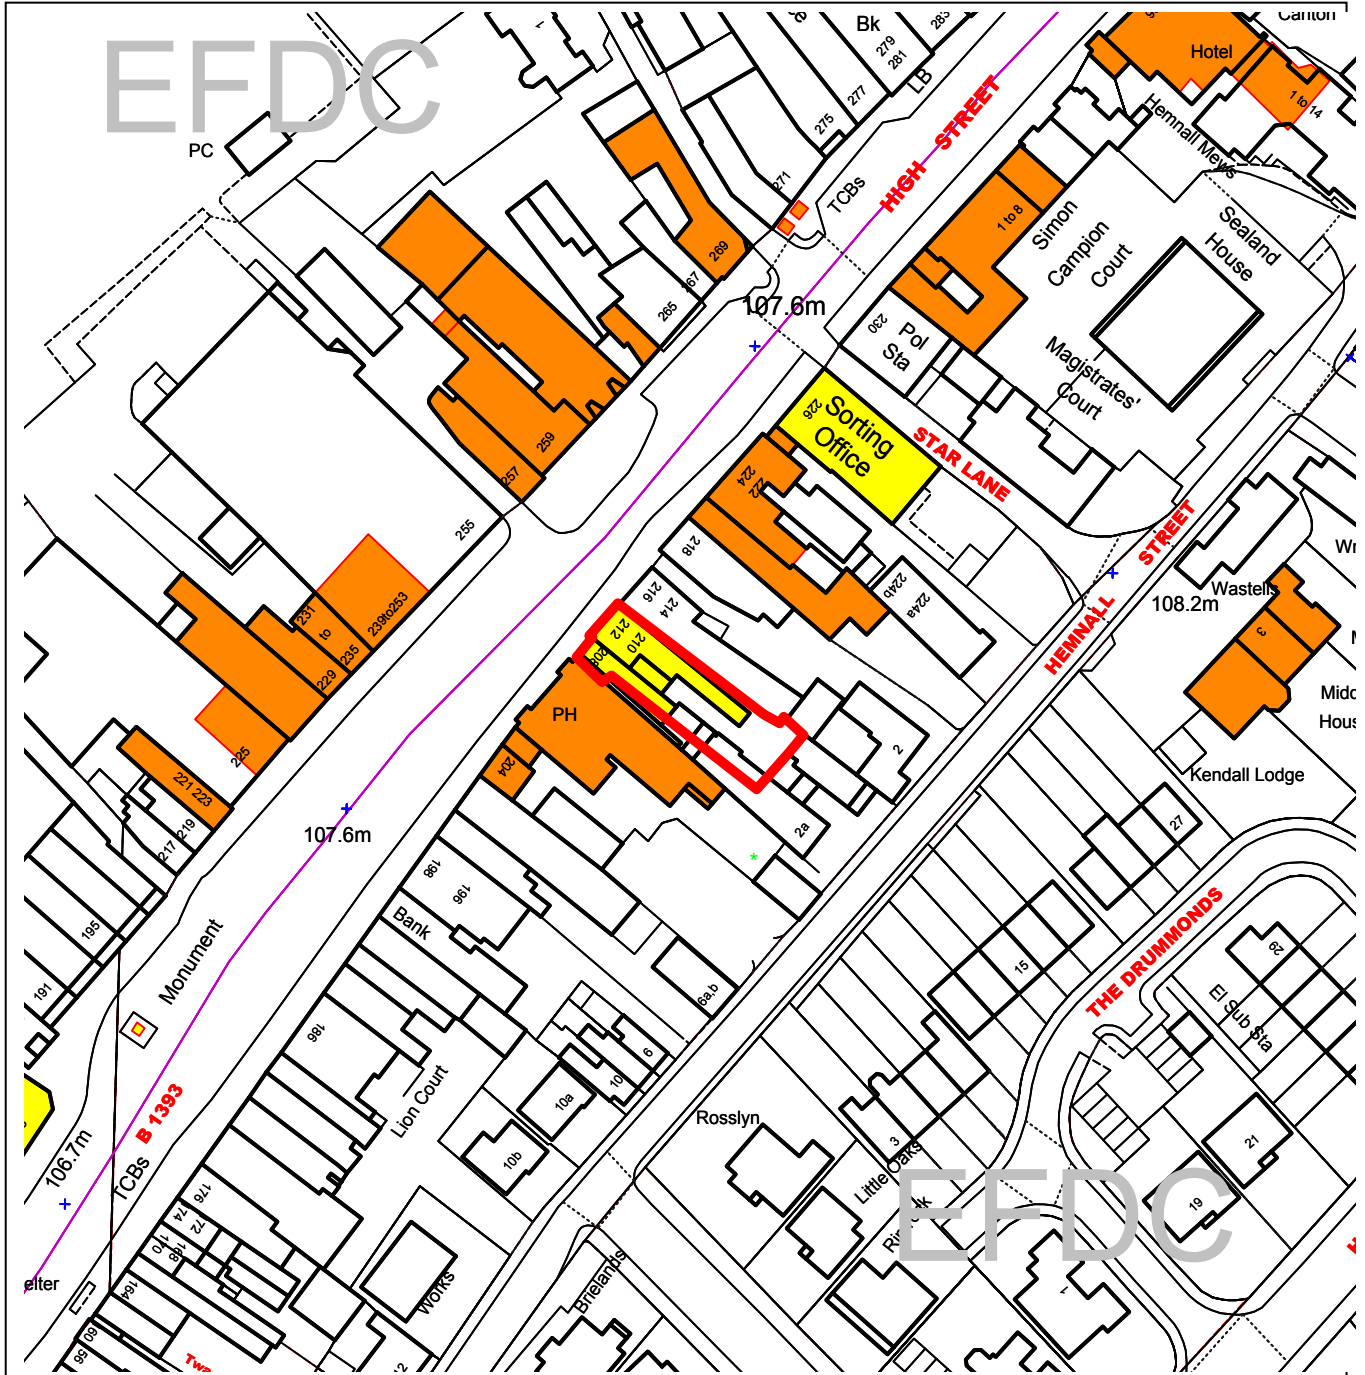 EFDC
PC
Bk
283
279
281
LB
277
275
271
TCBs
HIGH STREET
Canton
Hotel
1 to 14
Hemnall Mews
1 to 8
Simon
Campion
Court
Sealand
House
269
267
265
107.6m
230
Pol
Sta
Magistrates'
Court
226
Sorting
Office
STAR LANE
259
257
255
224
222
218
224b
224a
216
214
212
210
208
HEMNALL STREET
108.2m
Wastells
3
Kendall Lodge
231
to
235
239to253
229
225
221 223
219
217
PH
204
2
2a
107.6m
198
196
Bank
195
191
Monument
186
6a,b
6
10
10a
10b
Lion Court
27
15
THE DRUMMONDS
29
El Sub Sta
B 1393
106.7m
TCBs
176
174
172
170
168
164
Works
Brielands
Rosslyn
Little Oaks
3
21
19
1
EFDC
elter
60
156